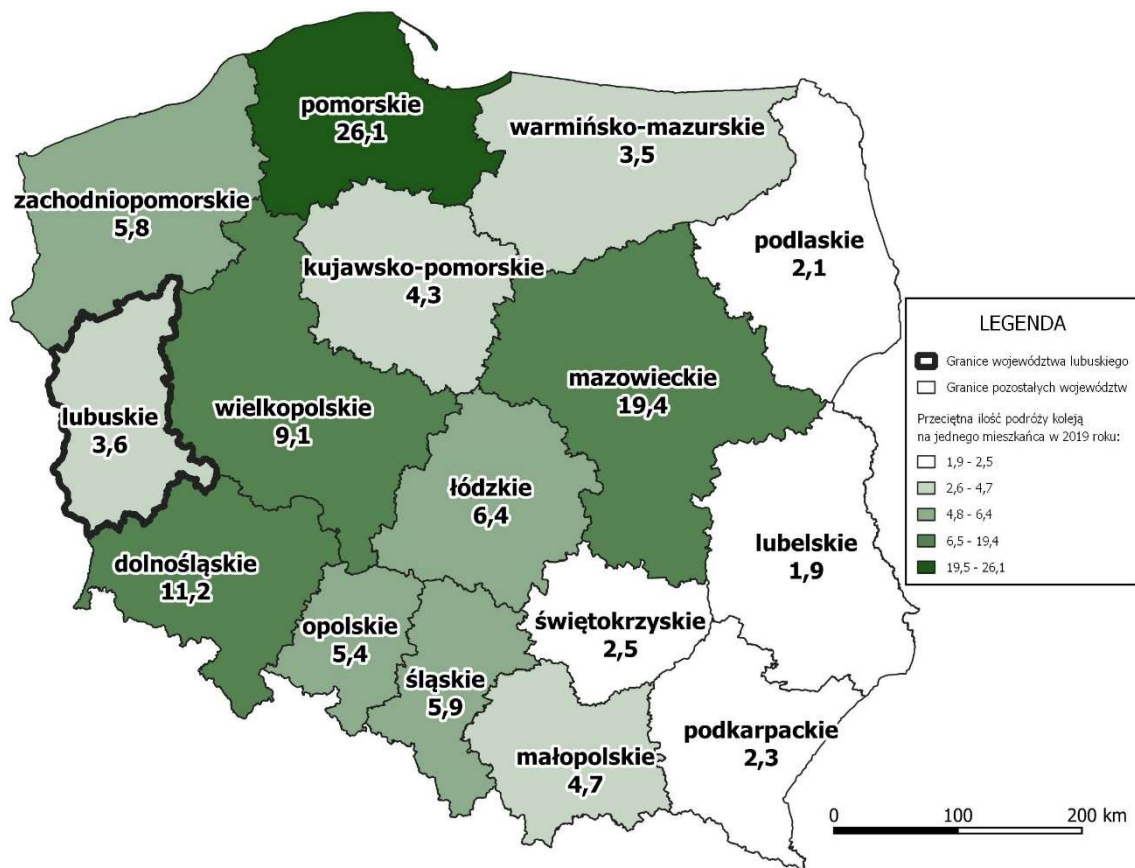 pomorskie
26,1
warmińsko-mazurskie
3,5
zachodniopomorskie
5,8
podlaskie
2,1
kujawsko-pomorskie
4,3
mazowieckie
19,4
wielkopolskie
9,1
lubuskie
3,6
łódzkie
6,4
lubelskie
1,9
dolnośląskie
11,2
opolskie
5,4
świętokrzyskie
2,5
śląskie
5,9
małopolskie
4,7
podkarpackie
2,3
LEGENDA
Granice województwa lubuskiego
Granice pozostałych województw
Przeciętna ilość podróży koleją
na jednego mieszkańca w 2019 roku:
1,9 - 2,5
2,6 - 4,7
4,8 - 6,4
6,5 - 19,4
19,5 - 26,1
0 100 200 km